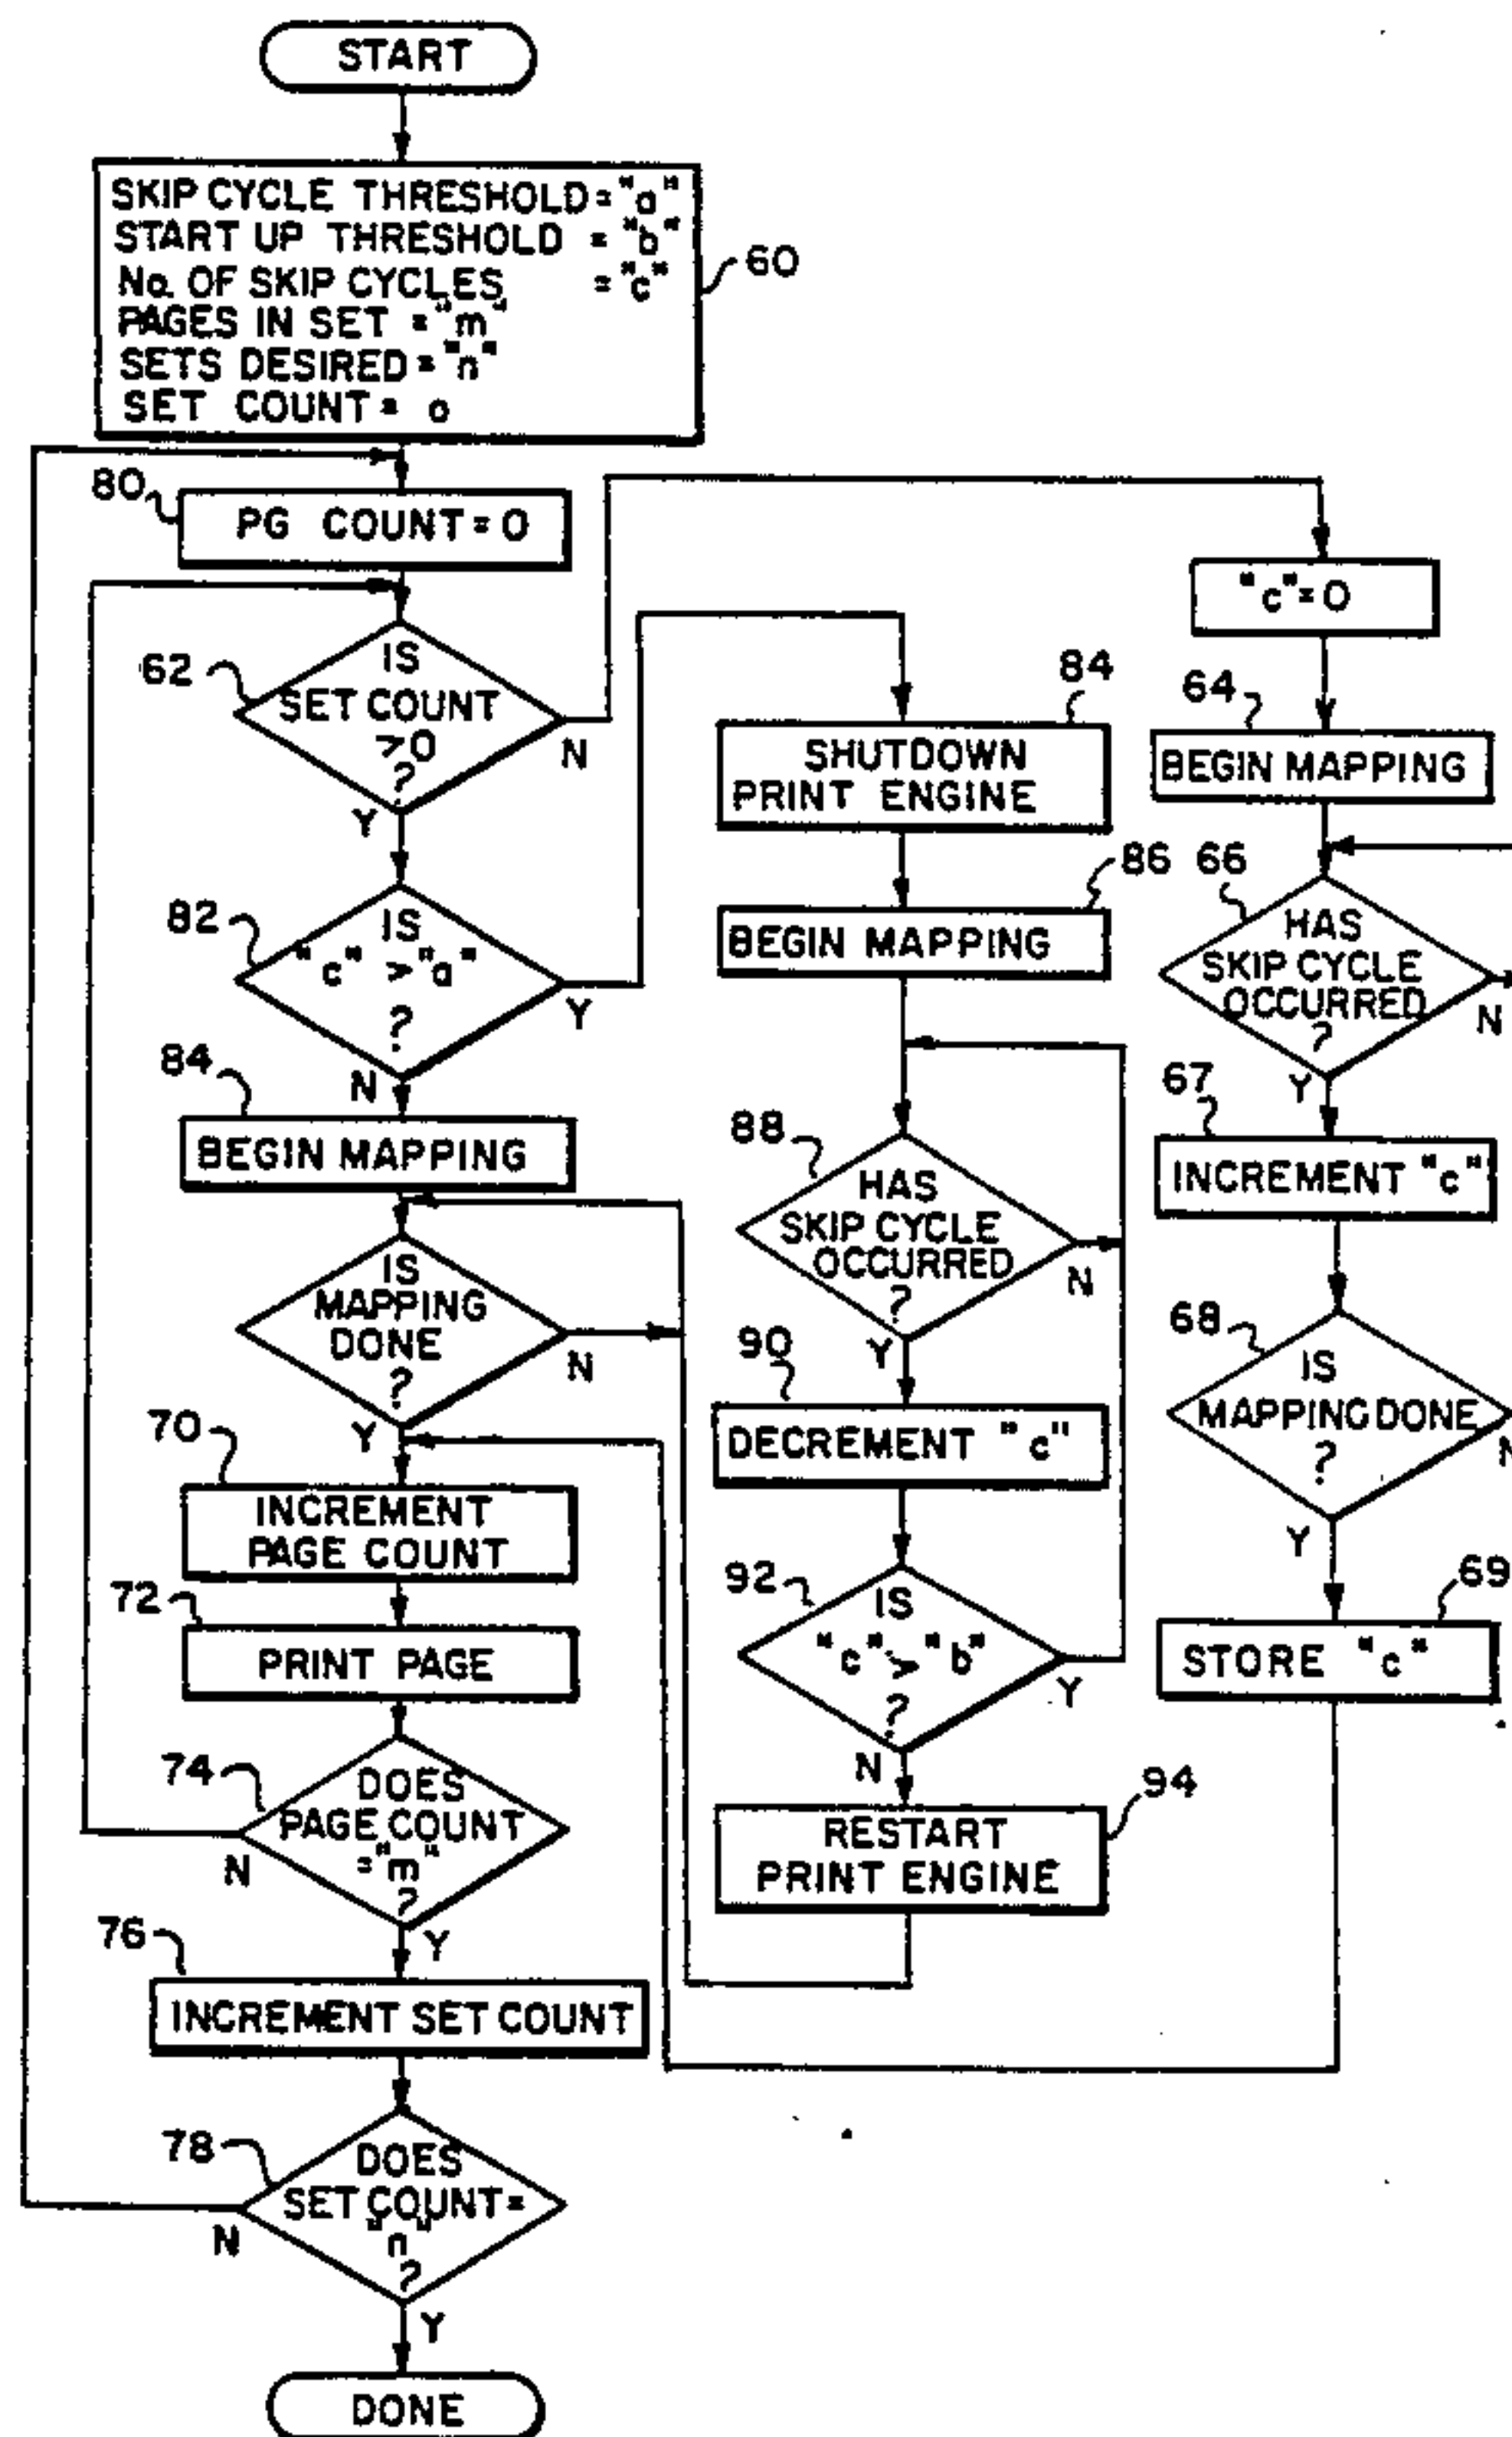 START
SKIP CYCLE THRESHOLD = "a"
START UP THRESHOLD = "b"
No. OF SKIP CYCLES = "c"
PAGES IN SET = "m"
SETS DESIRED = "n"
SET COUNT = o
60
80
PG COUNT = O
62
IS
SET COUNT
>O
?
N
Y
82
IS
"c" > "a"
?
Y
N
84
BEGIN MAPPING
IS
MAPPING
DONE
?
N
Y
70
INCREMENT
PAGE COUNT
72
PRINT PAGE
74
DOES
PAGE COUNT
= "m"
?
N
Y
76
INCREMENT SET COUNT
78
DOES
SET COUNT =
"n"
?
N
Y
DONE
84
SHUTDOWN
PRINT ENGINE
86
BEGIN MAPPING
88
HAS
SKIP CYCLE
OCCURRED
?
N
Y
90
DECREMENT "c"
92
IS
"c" > "b"
?
Y
N
94
RESTART
PRINT ENGINE
"c" = O
64
BEGIN MAPPING
66
HAS
SKIP CYCLE
OCCURRED
?
N
Y
67
INCREMENT "c"
68
IS
MAPPING DONE
?
N
Y
69
STORE "c"